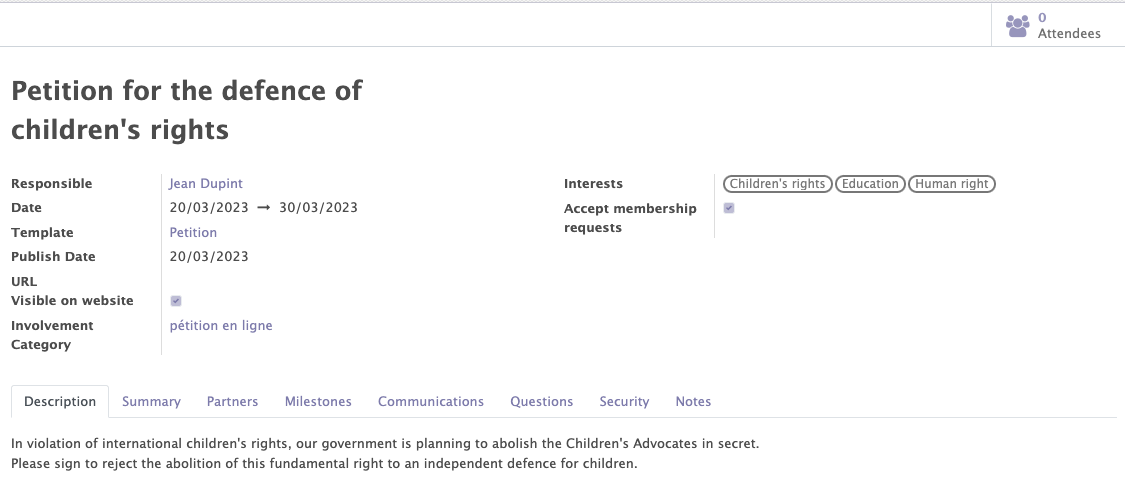 0
Attendees
Petition for the defence of
children's rights
Responsible
Jean Dupint
Date
20/03/2023 → 30/03/2023
Template
Petition
Publish Date
20/03/2023
URL
Visible on website
Involvement
Category
pétition en ligne
Interests
Children's rights Education Human right
Accept membership
requests
Description Summary Partners Milestones Communications Questions Security Notes
In violation of international children's rights, our government is planning to abolish the Children's Advocates in secret.
Please sign to reject the abolition of this fundamental right to an independent defence for children.